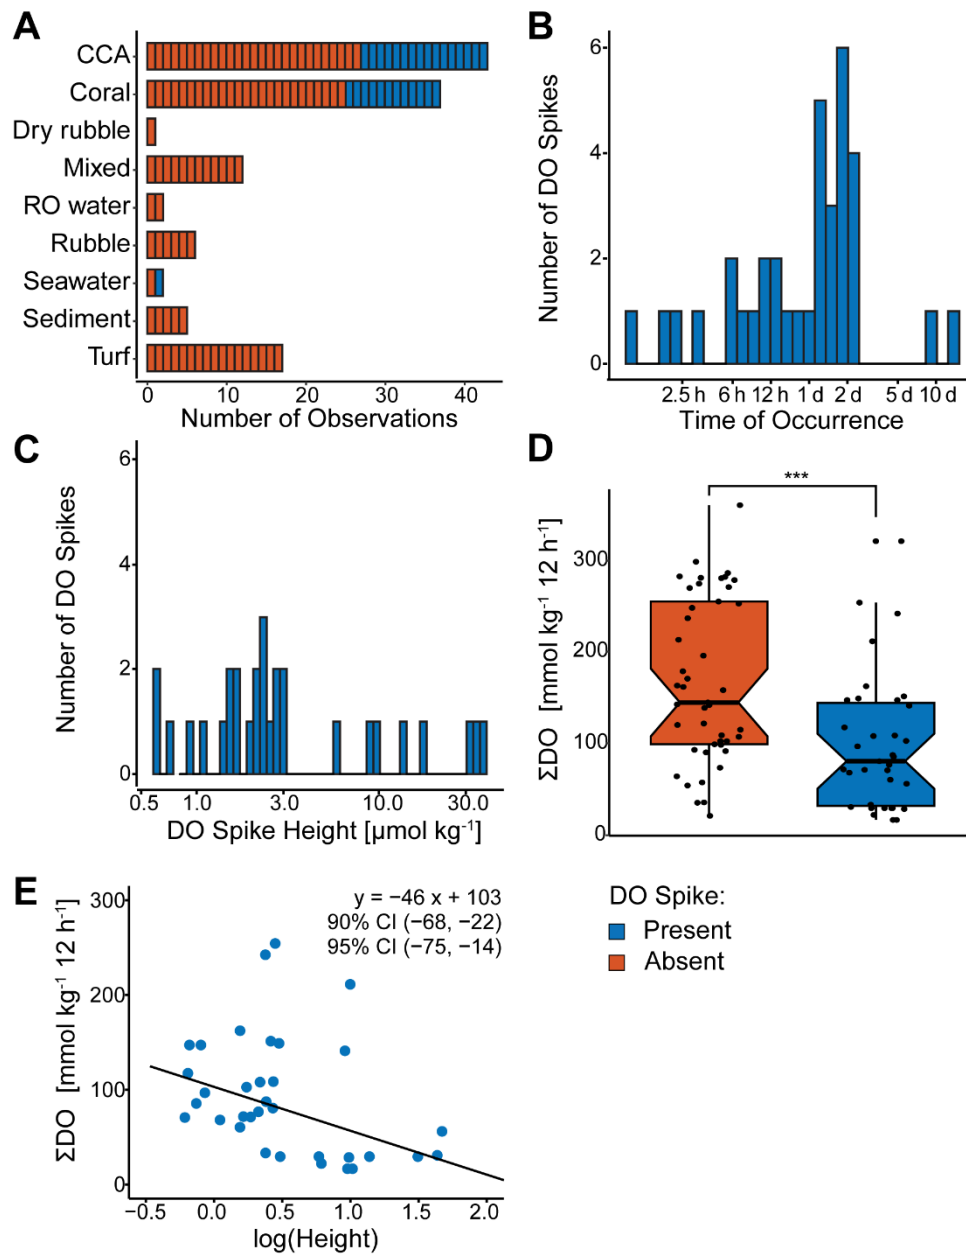 A
CCA
Coral
Dry rubble
Mixed
RO water
Rubble
Seawater
Sediment
Turf
0 10 20 30 40
Number of Observations
B
Number of DO Spikes
6
4
2
0
2.5 h 6 h 12 h 1 d 2 d 5 d 10 d
Time of Occurrence
C
Number of DO Spikes
6
4
2
0
0.5 1.0 3.0 10.0 30.0
DO Spike Height [µmol kg⁻¹]
D
ΣDO [mmol kg⁻¹ 12 h⁻¹]
300
200
100
0
***
E
ΣDO [mmol kg⁻¹ 12 h⁻¹]
300
200
100
0
y = −46 x + 103
90% CI (−68, −22)
95% CI (−75, −14)
−0.5 0.0 0.5 1.0 1.5 2.0
log(Height)
DO Spike:
Present
Absent